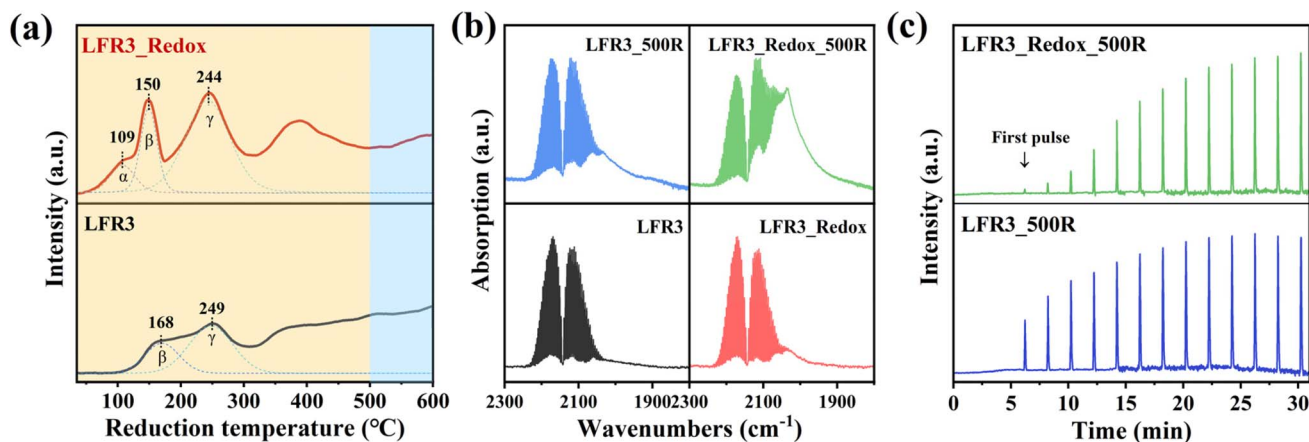 (a)
LFR3_Redox
109
α
150
β
244
γ
LFR3
168
β
249
γ
Intensity (a.u.)
100 200 300 400 500 600
Reduction temperature (℃)
(b)
LFR3_500R
LFR3_Redox_500R
LFR3
LFR3_Redox
Absorption (a.u.)
2300 2100 1900 2300 2100 1900
Wavenumbers (cm⁻¹)
(c)
LFR3_Redox_500R
First pulse
↓
LFR3_500R
Intensity (a.u.)
0 5 10 15 20 25 30
Time (min)